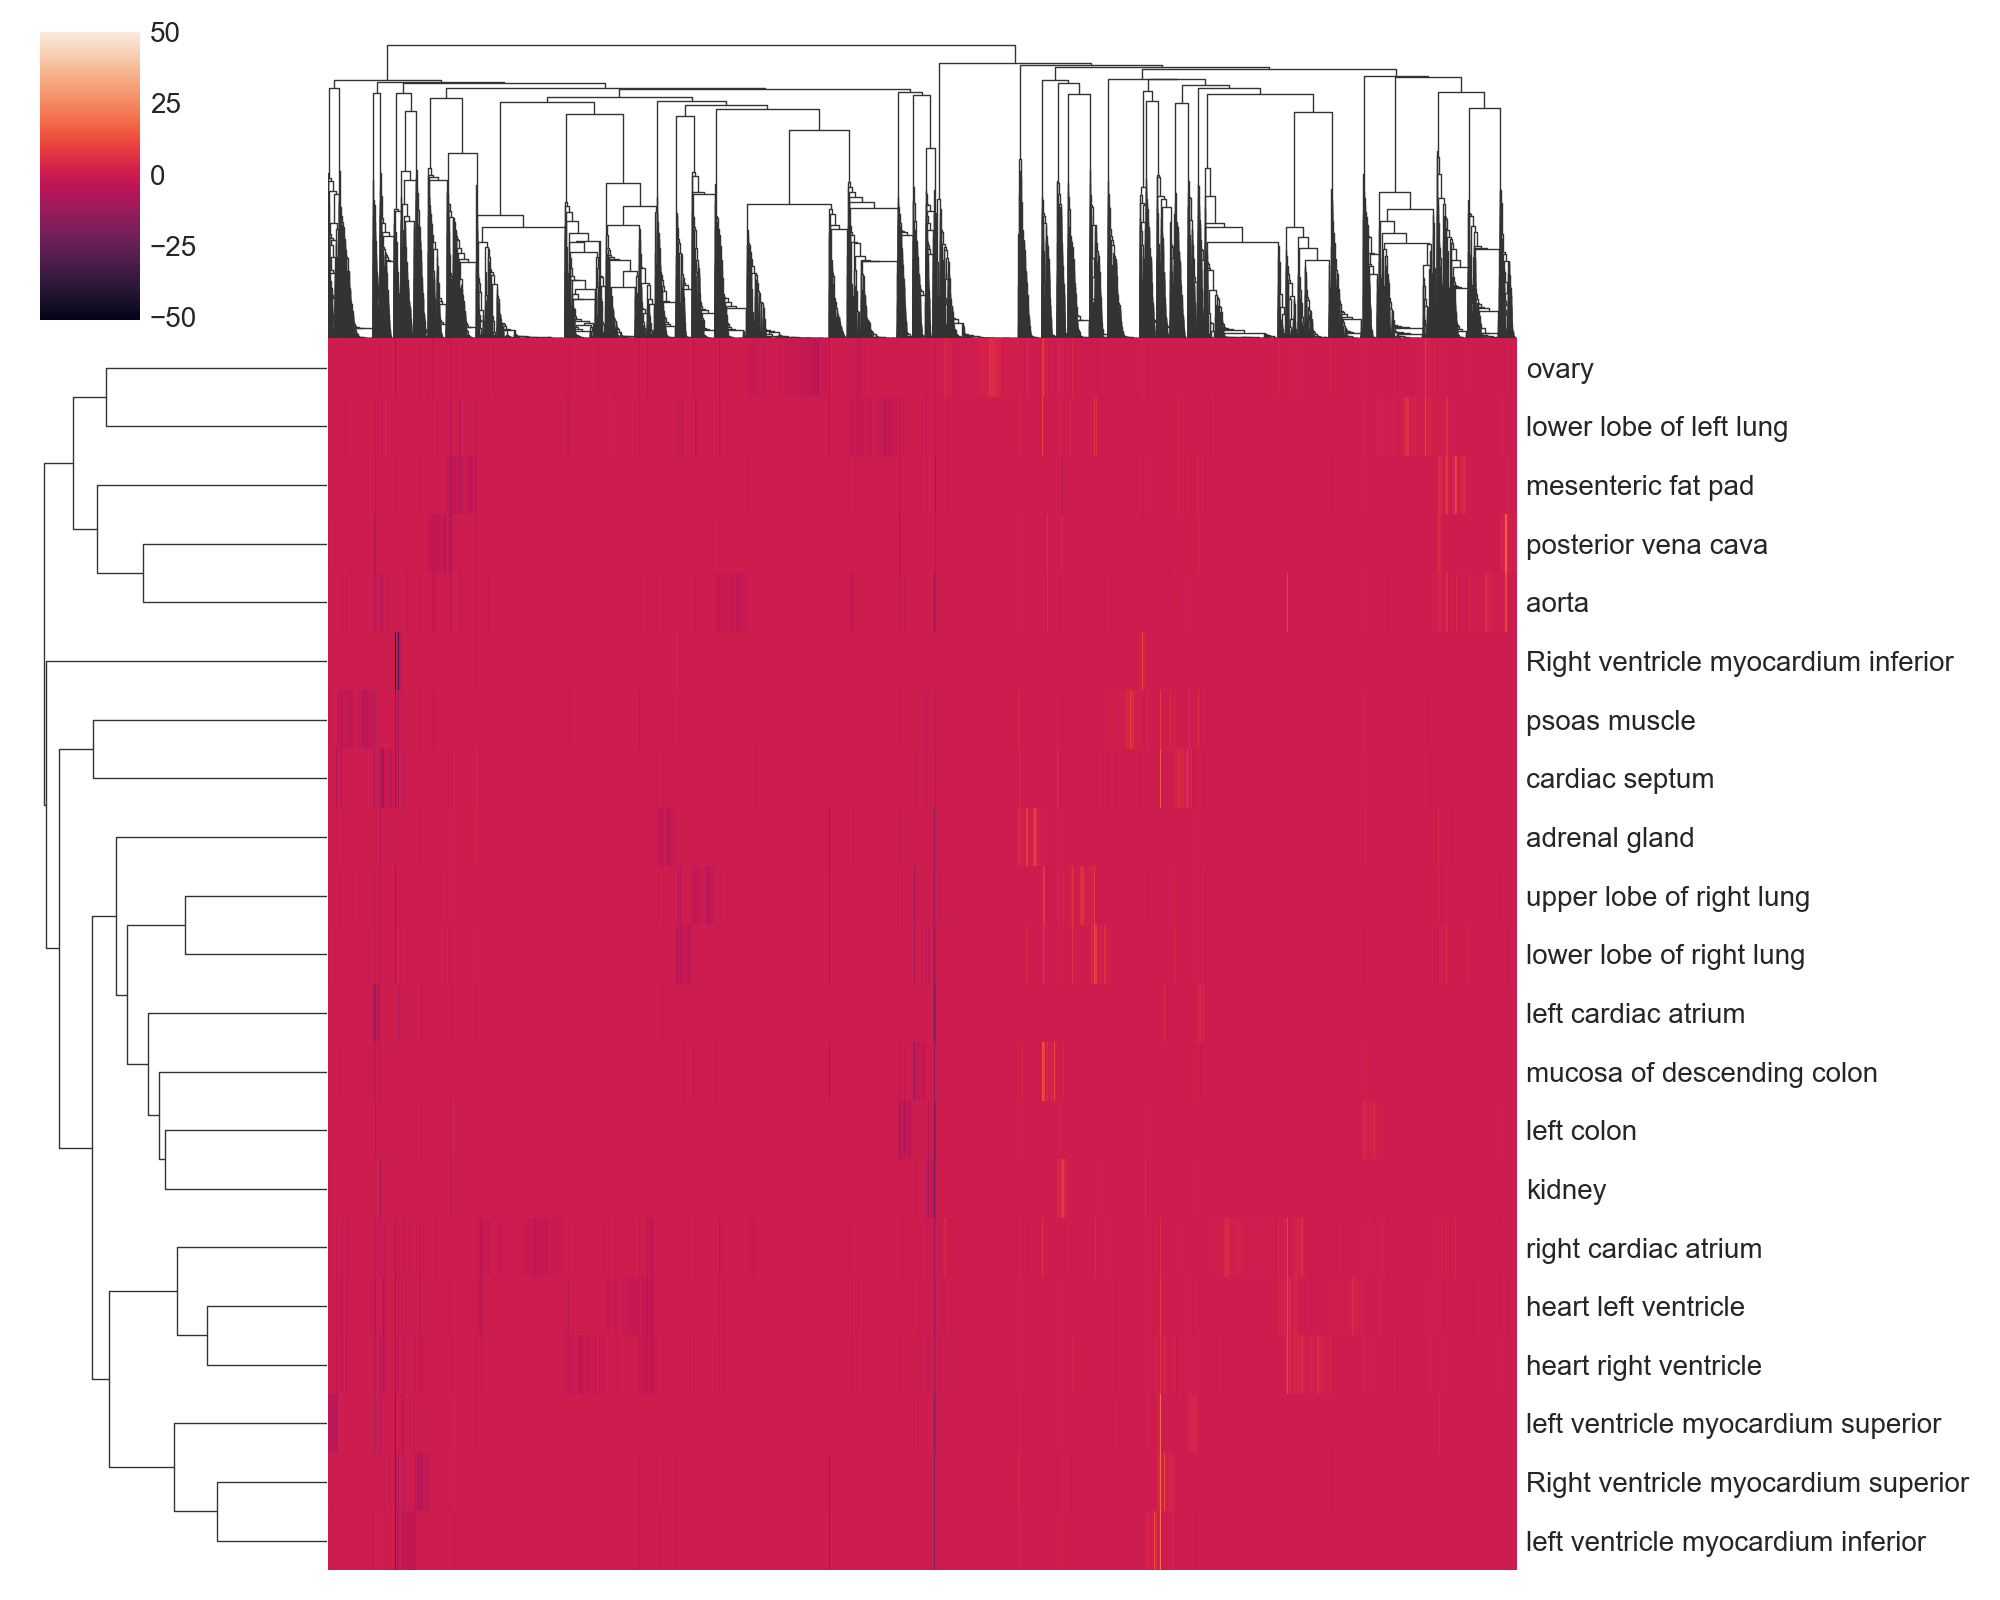 50
25
0
−25
−50
ovary
lower lobe of left lung
mesenteric fat pad
posterior vena cava
aorta
Right ventricle myocardium inferior
psoas muscle
cardiac septum
adrenal gland
upper lobe of right lung
lower lobe of right lung
left cardiac atrium
mucosa of descending colon
left colon
kidney
right cardiac atrium
heart left ventricle
heart right ventricle
left ventricle myocardium superior
Right ventricle myocardium superior
left ventricle myocardium inferior